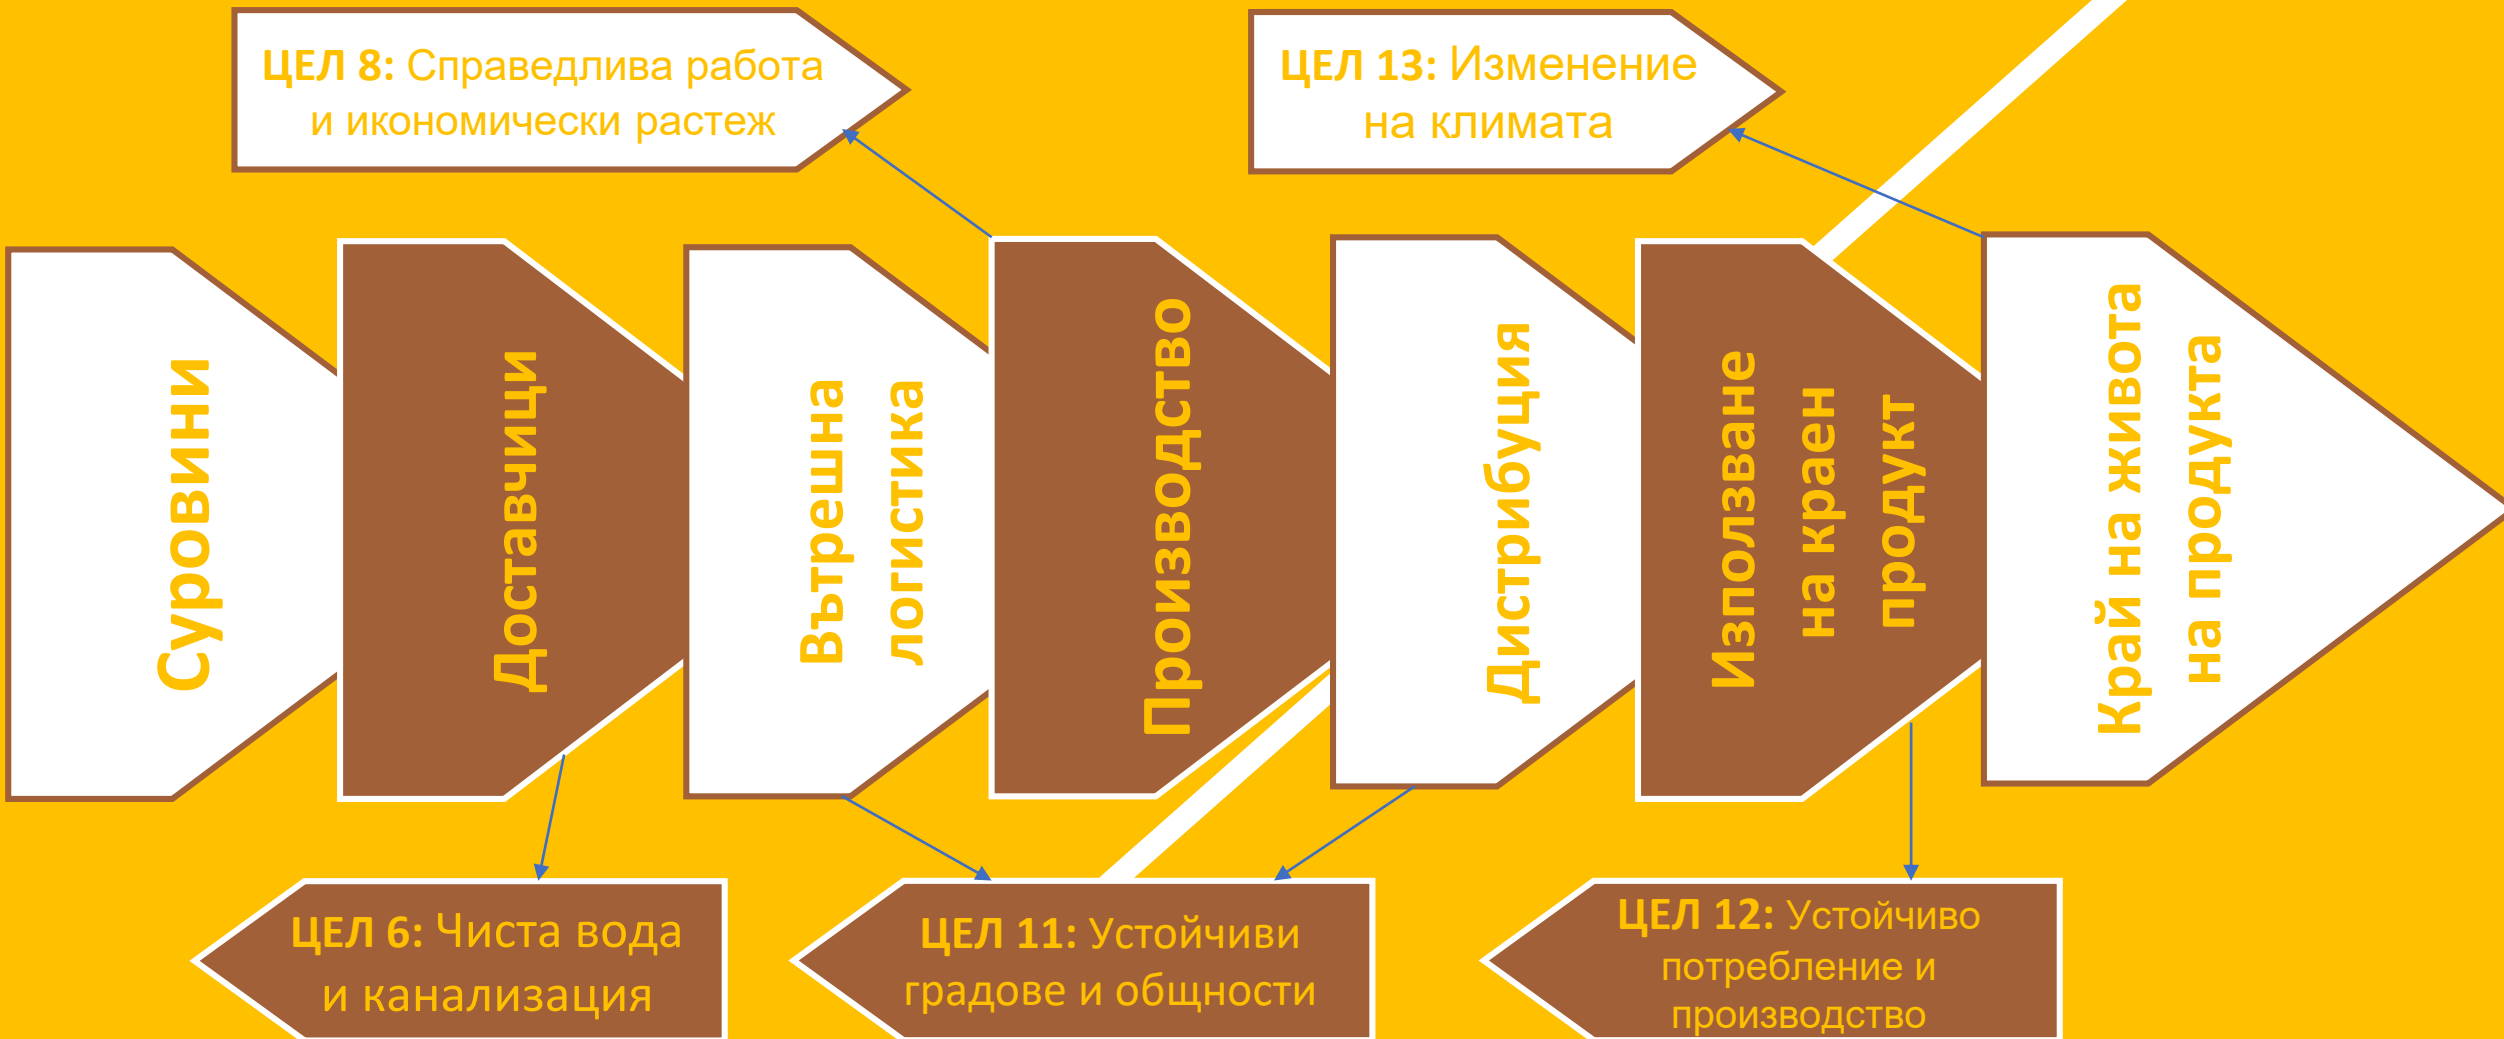 ЦЕЛ 8: Справедлива работа
и икономически растеж
ЦЕЛ 13: Изменение
на климата
Суровини
Доставчици
Вътрешна
логистика
Производство
Дистрибуция
Използване
на краен
продукт
Край на живота
на продукта
ЦЕЛ 6: Чиста вода
и канализация
ЦЕЛ 11: Устойчиви
градове и общности
ЦЕЛ 12: Устойчиво
потребление и
производство